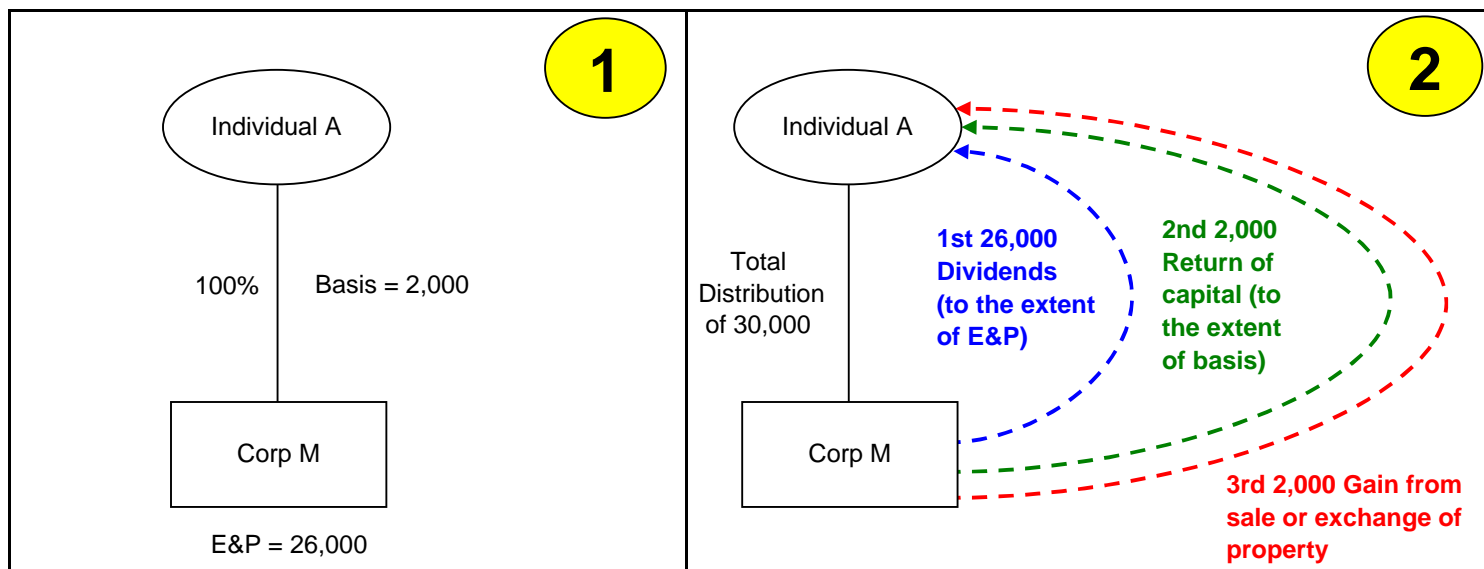 1
Individual A
100%
Basis = 2,000
Corp M
E&P = 26,000
2
Individual A
Total
Distribution
of 30,000
1st 26,000
Dividends
(to the extent
of E&P)
2nd 2,000
Return of
capital (to
the extent
of basis)
Corp M
3rd 2,000 Gain from
sale or exchange of
property